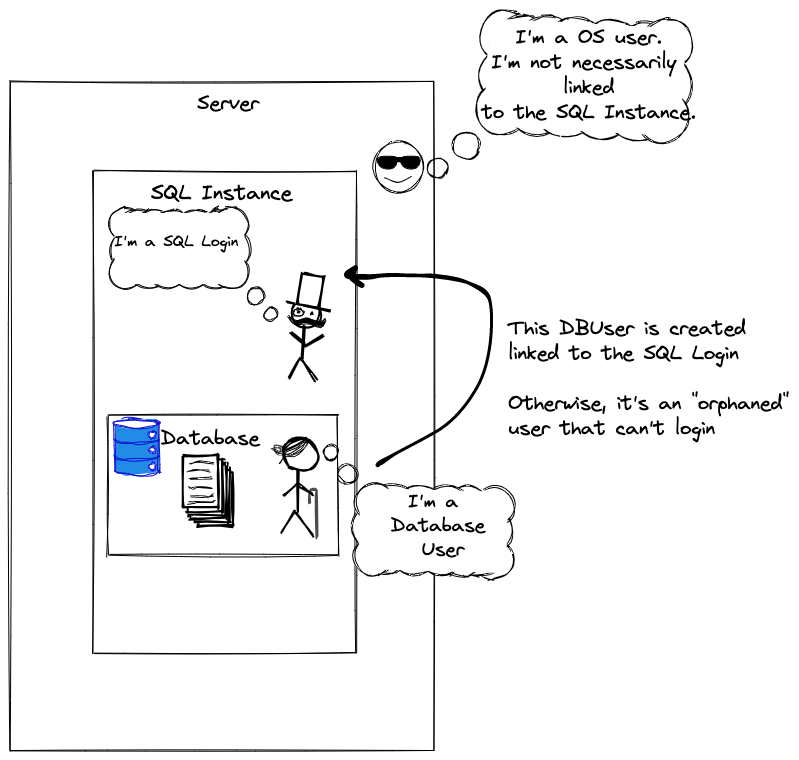 I'm a OS user.
I'm not necessarily
linked
to the SQL Instance.
Server
SQL Instance
I'm a SQL Login
This DBUser is created
linked to the SQL Login
Otherwise, it's an "orphaned"
user that can't login
Database
I'm a
Database
User